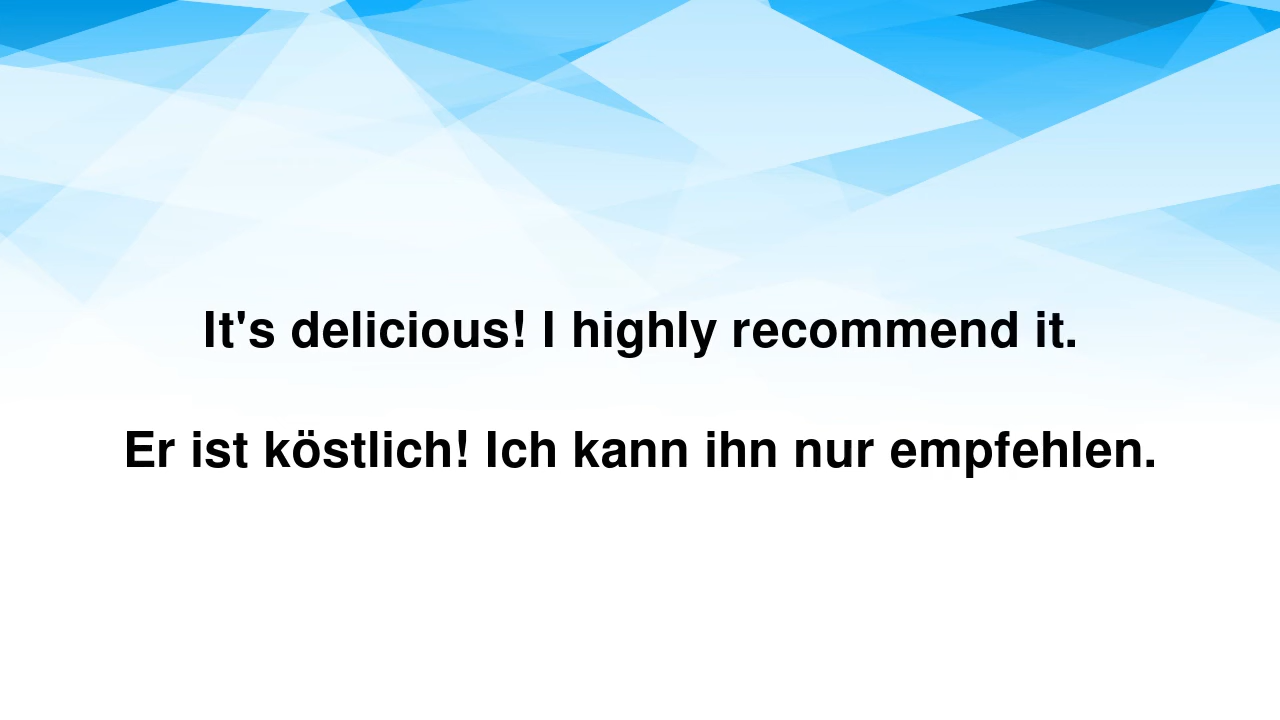 It's delicious! I highly recommend it.
Er ist köstlich! Ich kann ihn nur empfehlen.